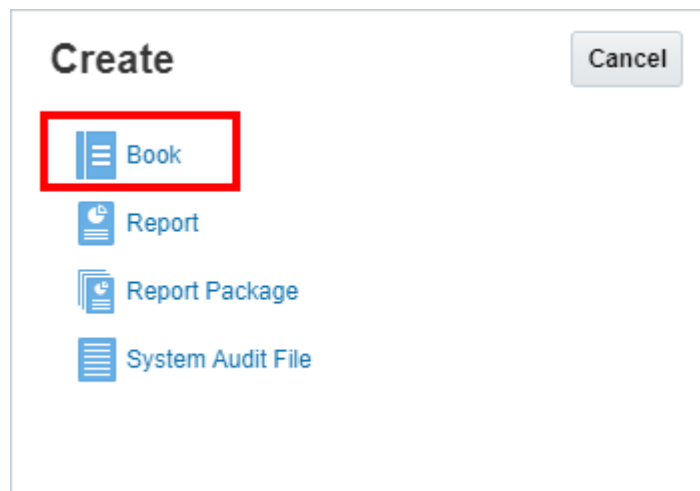 Create
Cancel
Book
Report
Report Package
System Audit File